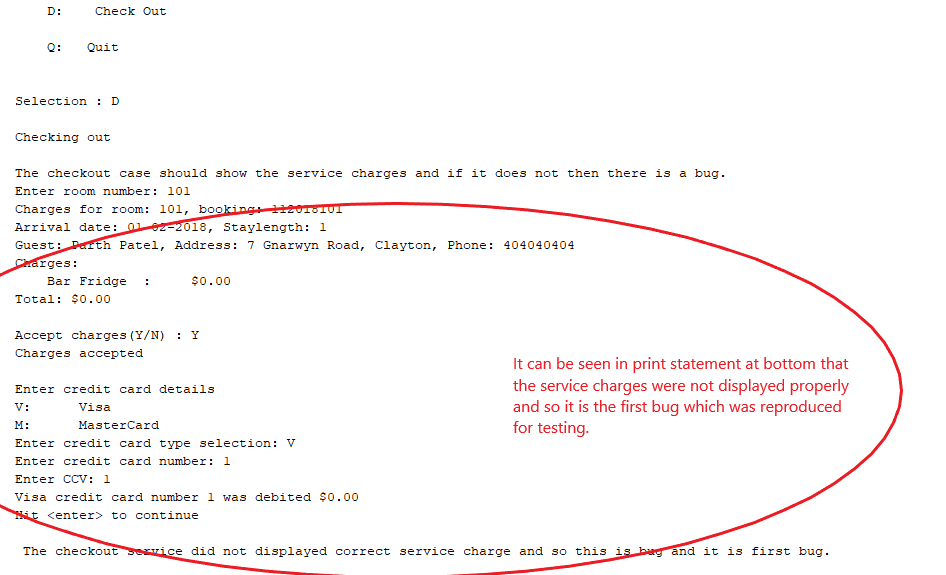 D: Check Out
Q: Quit
Selection : D
Checking out
The checkout case should show the service charges and if it does not then there is a bug.
Enter room number: 101
Charges for room: 101, booking: 112018101
Arrival date: 01-02-2018, Staylength: 1
Guest: Parth Patel, Address: 7 Gnarwyn Road, Clayton, Phone: 404040404
Charges:
Bar Fridge : $0.00
Total: $0.00
Accept charges(Y/N) : Y
Charges accepted
It can be seen in print statement at bottom that
the service charges were not displayed properly
and so it is the first bug which was reproduced
for testing.
Enter credit card details
V: Visa
M: MasterCard
Enter credit card type selection: V
Enter credit card number: 1
Enter CCV: 1
Visa credit card number 1 was debited $0.00
Hit <enter> to continue
The checkout service did not displayed correct service charge and so this is bug and it is first bug.